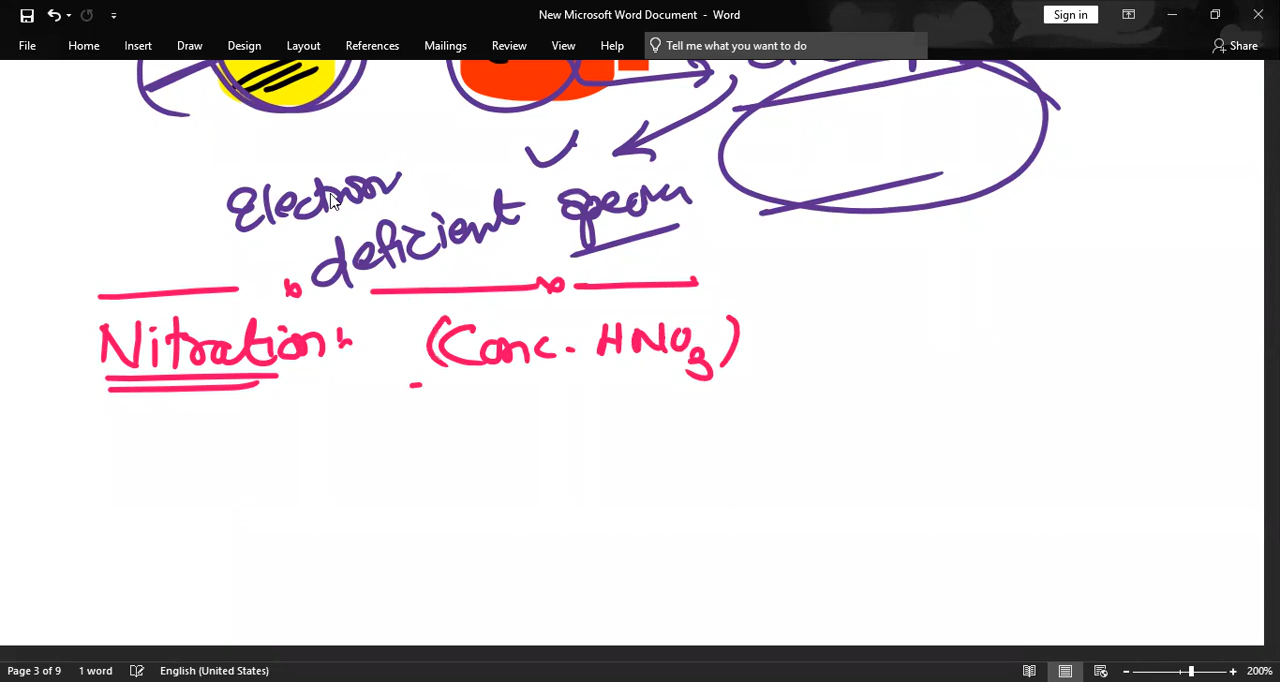 New Microsoft Word Document - Word
Sign in
File Home Insert Draw Design Layout References Mailings Review View Help Tell me what you want to do Share
Electron
deficient
Nitration: (Conc. HNO3)
Page 3 of 9 1 word English (United States) 200%